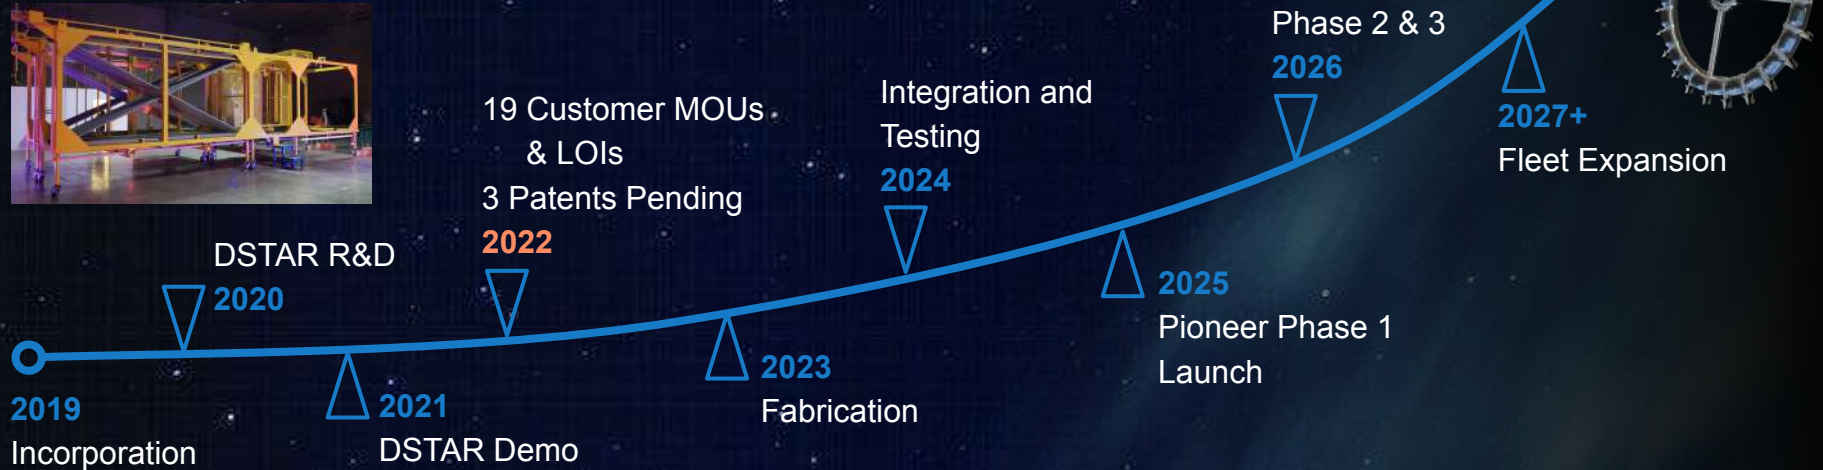 2019
Incorporation
DSTAR R&D
2020
2021
DSTAR Demo
19 Customer MOUs
& LOIs
3 Patents Pending
2022
2023
Fabrication
Integration and
Testing
2024
2025
Pioneer Phase 1
Launch
Phase 2 & 3
2026
2027+
Fleet Expansion